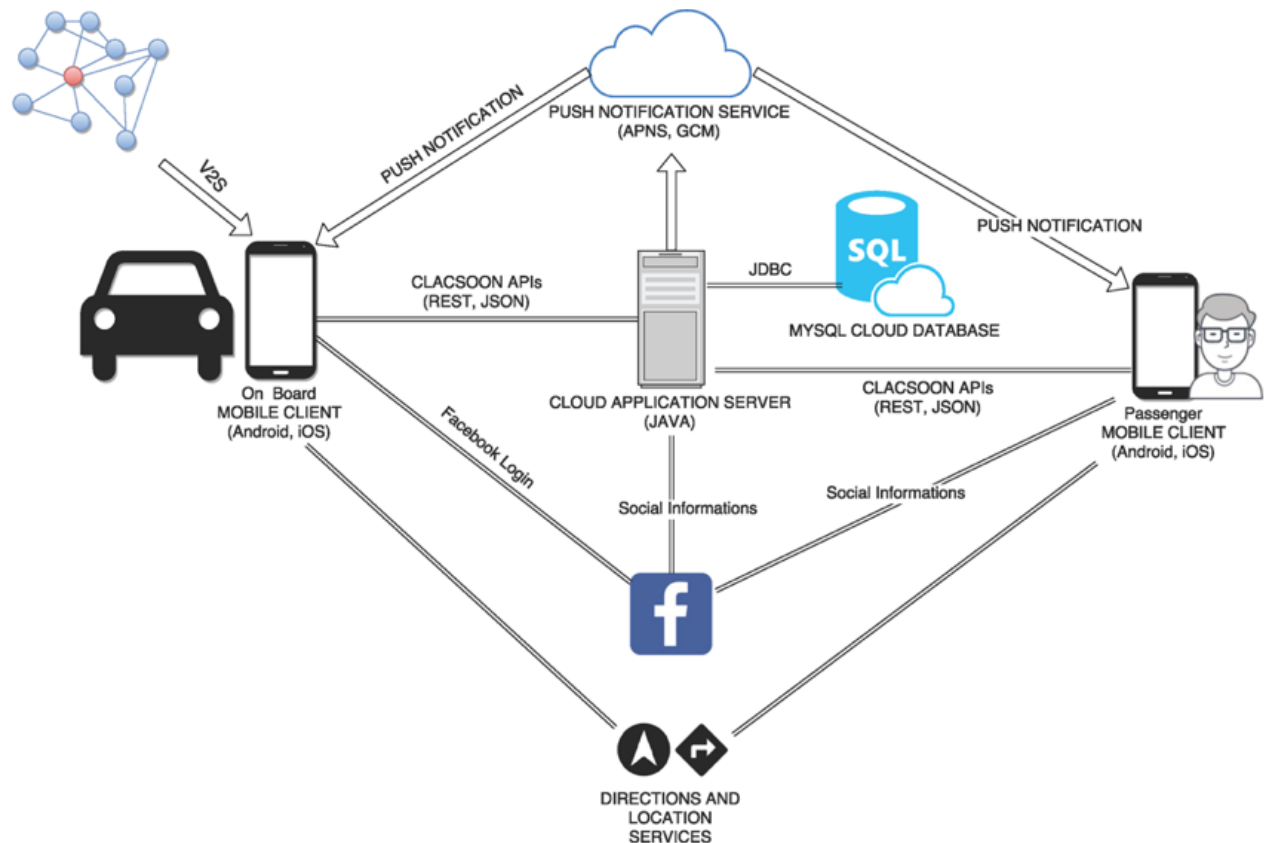 PUSH NOTIFICATION SERVICE
(APNS, GCM)
V2S
PUSH NOTIFICATION
PUSH NOTIFICATION
SQL
JDBC
MYSQL CLOUD DATABASE
CLACSOON APIs
(REST, JSON)
On Board
MOBILE CLIENT
(Android, iOS)
CLOUD APPLICATION SERVER
(JAVA)
CLACSOON APIs
(REST, JSON)
Passenger
MOBILE CLIENT
(Android, iOS)
Facebook Login
Social Informations
Social Informations
f
DIRECTIONS AND
LOCATION
SERVICES